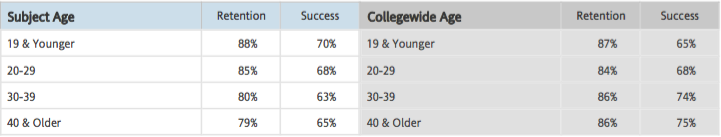 Subject Age Retention Success Collegewide Age Retention Success
19 & Younger 88% 70% 19 & Younger 87% 65%
20-29 85% 68% 20-29 84% 68%
30-39 80% 63% 30-39 86% 74%
40 & Older 79% 65% 40 & Older 86% 75%